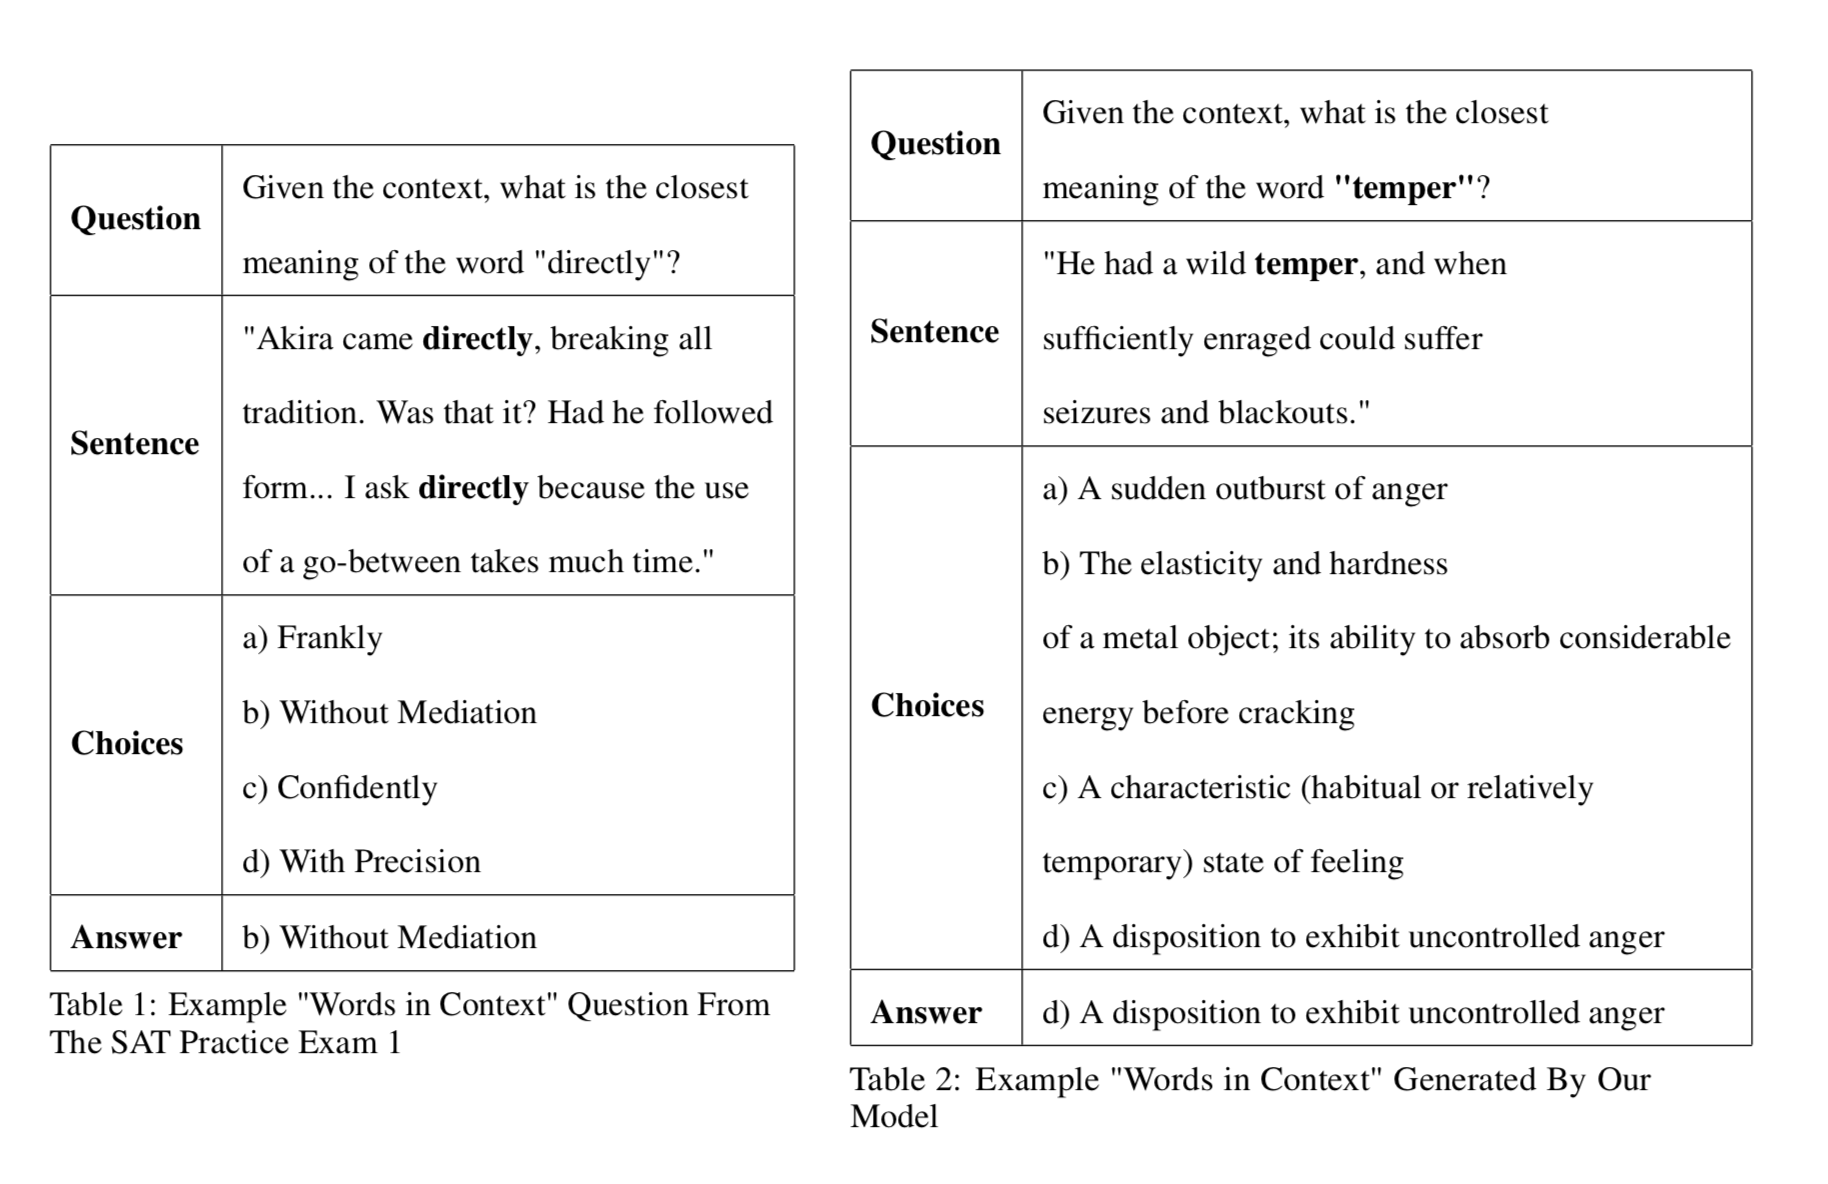 Question
Given the context, what is the closest
meaning of the word "directly"?
Sentence
"Akira came directly, breaking all
tradition. Was that it? Had he followed
form... I ask directly because the use
of a go-between takes much time."
Choices
a) Frankly
b) Without Mediation
c) Confidently
d) With Precision
Answer
b) Without Mediation
Table 1: Example "Words in Context" Question From
The SAT Practice Exam 1
Question
Given the context, what is the closest
meaning of the word "temper"?
Sentence
"He had a wild temper, and when
sufficiently enraged could suffer
seizures and blackouts."
Choices
a) A sudden outburst of anger
b) The elasticity and hardness
of a metal object; its ability to absorb considerable
energy before cracking
c) A characteristic (habitual or relatively
temporary) state of feeling
d) A disposition to exhibit uncontrolled anger
Answer
d) A disposition to exhibit uncontrolled anger
Table 2: Example "Words in Context" Generated By Our
Model